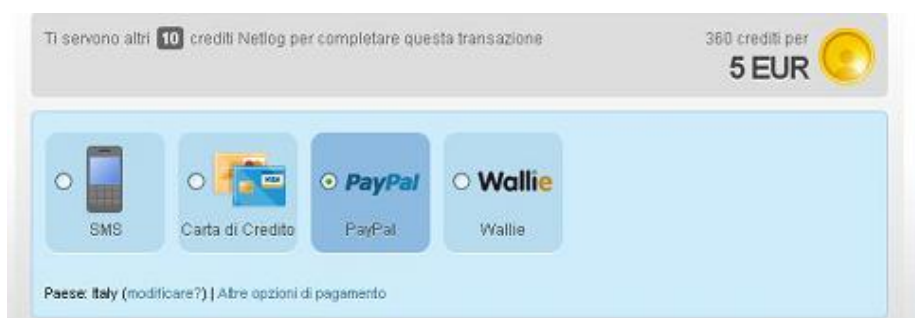 Ti servono altri 10 crediti Netlog per completare questa transazione
360 crediti per
5 EUR
VISA
PayPal
Wallie
SMS
Carta di Credito
PayPal
Wallie
Paese: Italy (modificare?) | Altre opzioni di pagamento